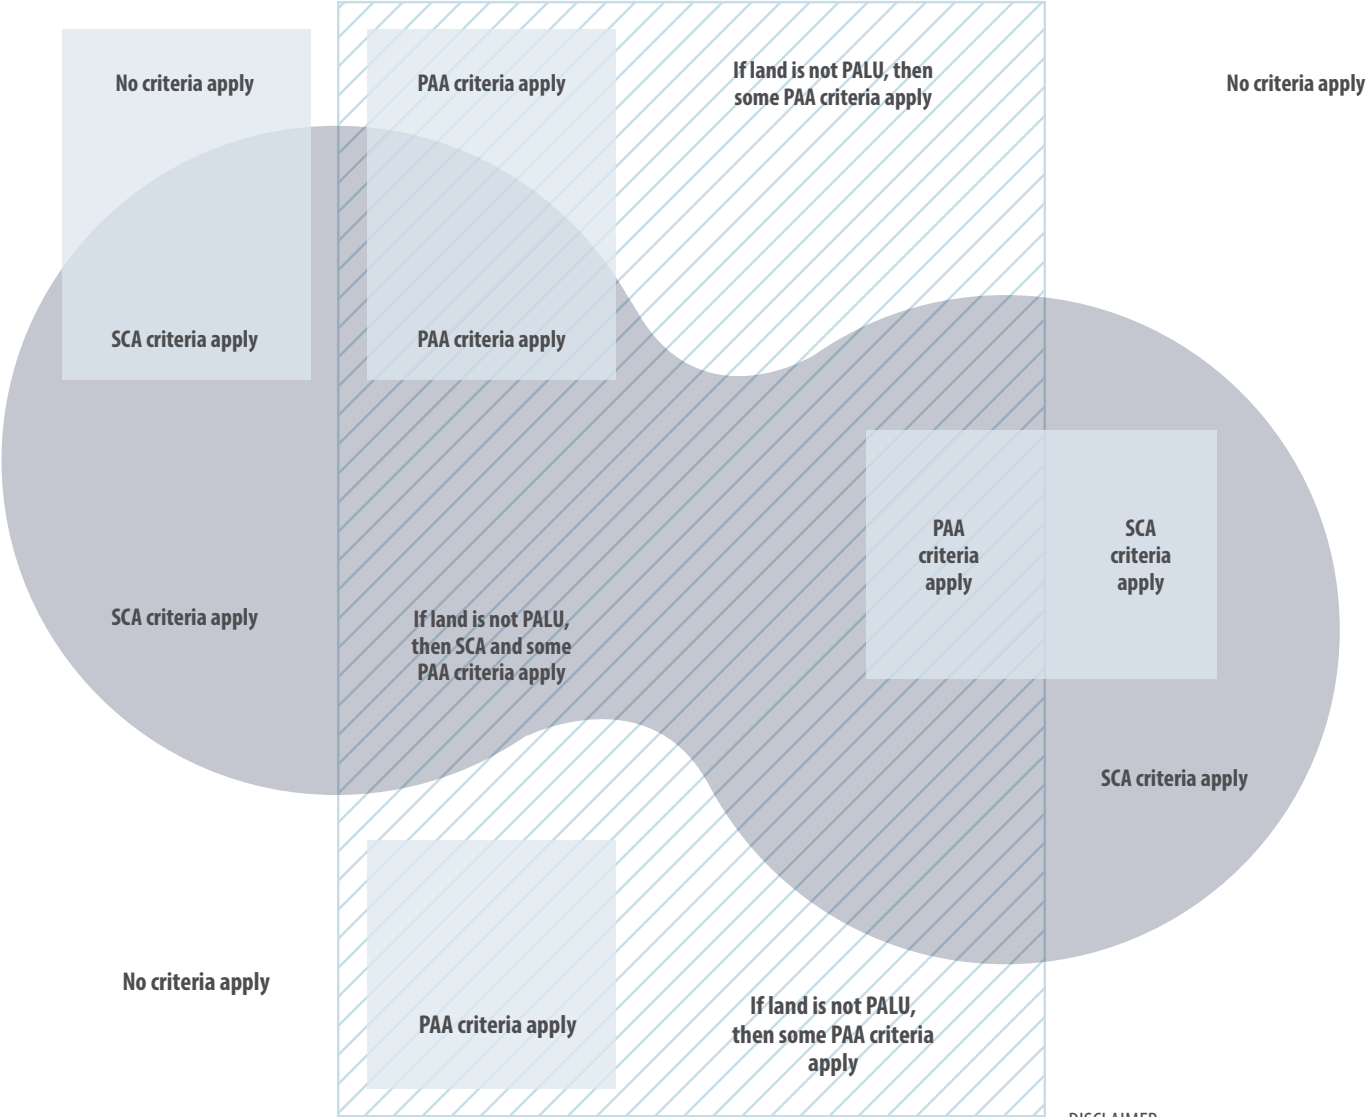 No criteria apply
PAA criteria apply
If land is not PALU, then
some PAA criteria apply
No criteria apply
SCA criteria apply
PAA criteria apply
PAA
criteria
apply
SCA
criteria
apply
SCA criteria apply
If land is not PALU,
then SCA and some
PAA criteria apply
SCA criteria apply
No criteria apply
PAA criteria apply
If land is not PALU,
then some PAA criteria
apply
DISCLAIMER